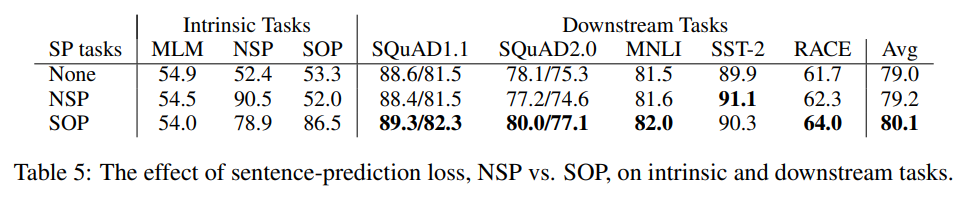 Intrinsic Tasks Downstream Tasks
SP tasks MLM NSP SOP SQuAD1.1 SQuAD2.0 MNLI SST-2 RACE Avg
None 54.9 52.4 53.3 88.6/81.5 78.1/75.3 81.5 89.9 61.7 79.0
NSP 54.5 90.5 52.0 88.4/81.5 77.2/74.6 81.6 91.1 62.3 79.2
SOP 54.0 78.9 86.5 89.3/82.3 80.0/77.1 82.0 90.3 64.0 80.1
Table 5: The effect of sentence-prediction loss, NSP vs. SOP, on intrinsic and downstream tasks.